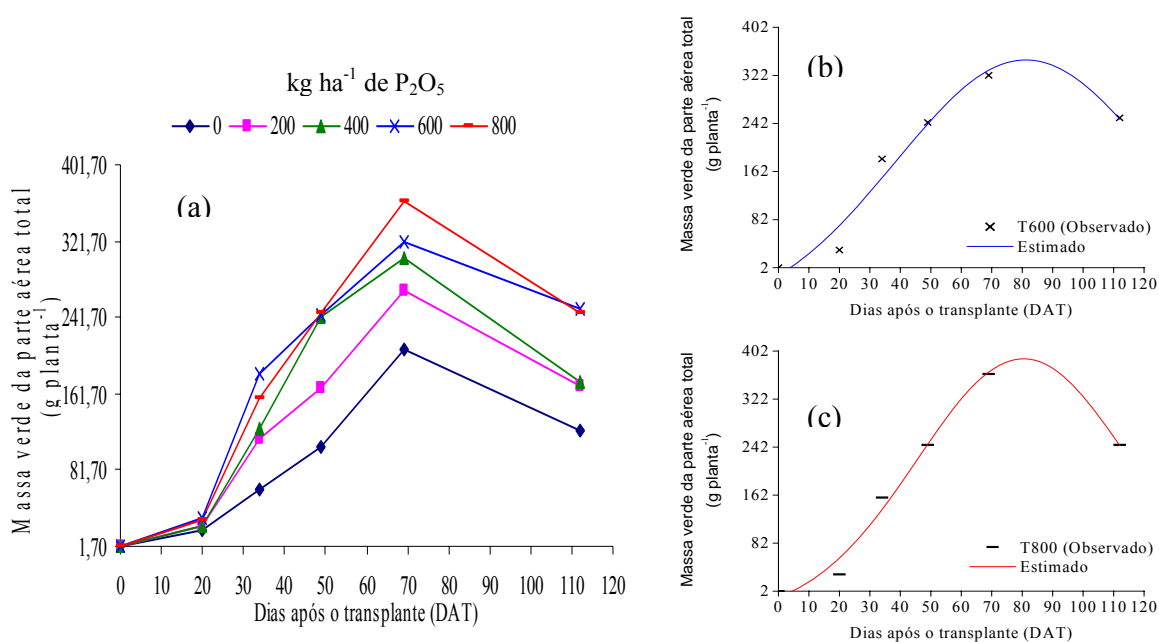 kg ha⁻¹ de P₂O₅
0 200 400 600 800
(a)
Massa verde da parte aérea total
(g planta⁻¹)
401,70
321,70
241,70
161,70
81,70
1,70
0 20 30 40 50 60 70 80 90 100 110 120
Dias após o transplante (DAT)
(b)
Massa verde da parte aérea total
(g planta⁻¹)
402
322
242
162
82
2
T600 (Observado)
Estimado
0 10 20 30 40 50 60 70 80 90 100 110 120
Dias após o transplante (DAT)
(c)
Massa verde da parte aérea total
(g planta⁻¹)
402
322
242
162
82
2
T800 (Observado)
Estimado
0 10 20 30 40 50 60 70 80 90 100 110 120
Dias após o transplante (DAT)